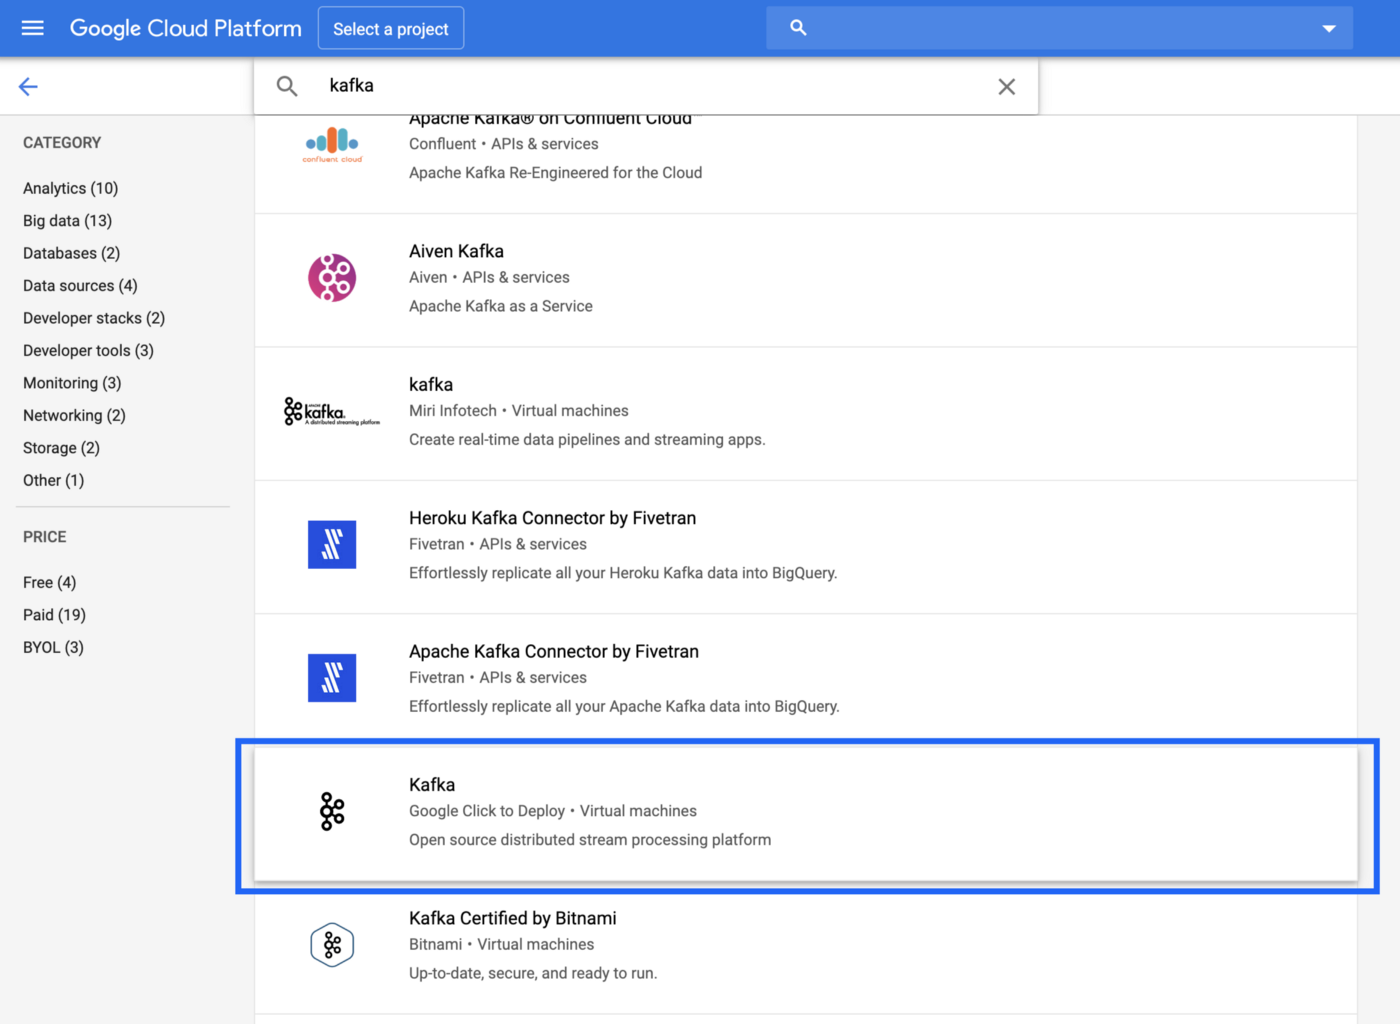 Google Cloud Platform
Select a project
kafka
CATEGORY
Analytics (10)
Big data (13)
Databases (2)
Data sources (4)
Developer stacks (2)
Developer tools (3)
Monitoring (3)
Networking (2)
Storage (2)
Other (1)
PRICE
Free (4)
Paid (19)
BYOL (3)
Apache Kafka® on Confluent Cloud™
confluent cloud
Confluent • APIs & services
Apache Kafka Re-Engineered for the Cloud
Aiven Kafka
Aiven • APIs & services
Apache Kafka as a Service
kafka
APACHE
kafka.
A distributed streaming platform
Miri Infotech • Virtual machines
Create real-time data pipelines and streaming apps.
Heroku Kafka Connector by Fivetran
Fivetran • APIs & services
Effortlessly replicate all your Heroku Kafka data into BigQuery.
Apache Kafka Connector by Fivetran
Fivetran • APIs & services
Effortlessly replicate all your Apache Kafka data into BigQuery.
Kafka
Google Click to Deploy • Virtual machines
Open source distributed stream processing platform
Kafka Certified by Bitnami
Bitnami • Virtual machines
Up-to-date, secure, and ready to run.